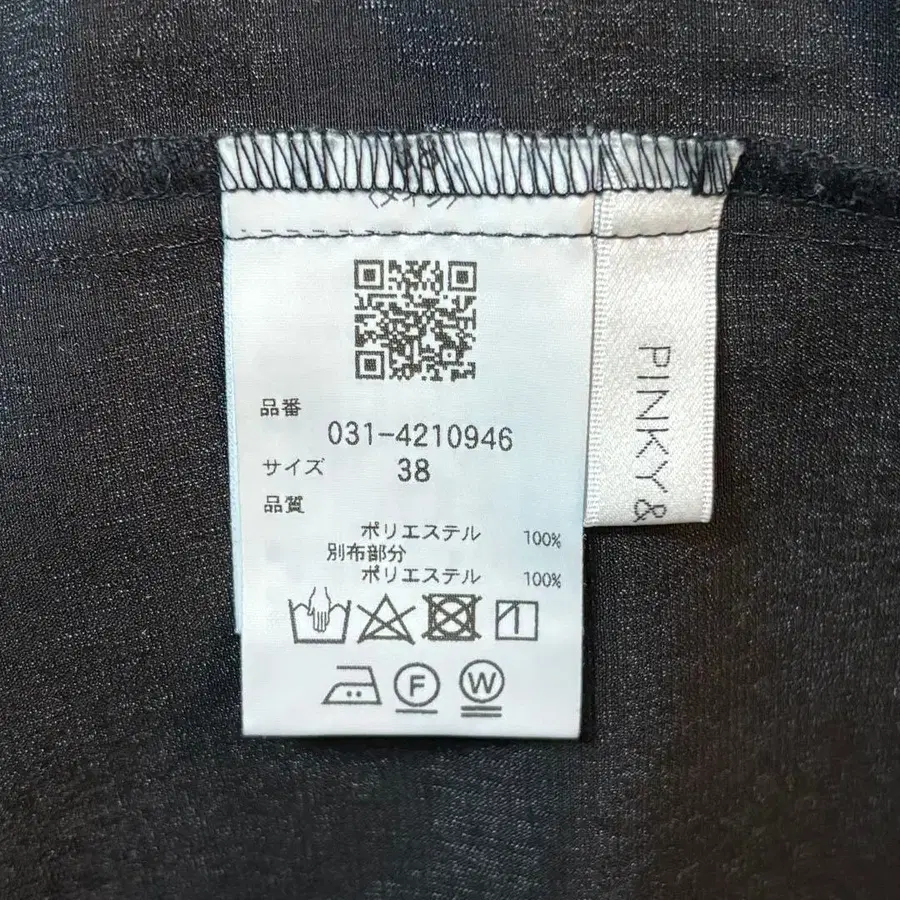 品番
031-4210946
サイズ 38
品質
ポリエステル 100%
別布部分
ポリエステル 100%
F W
PINKY &